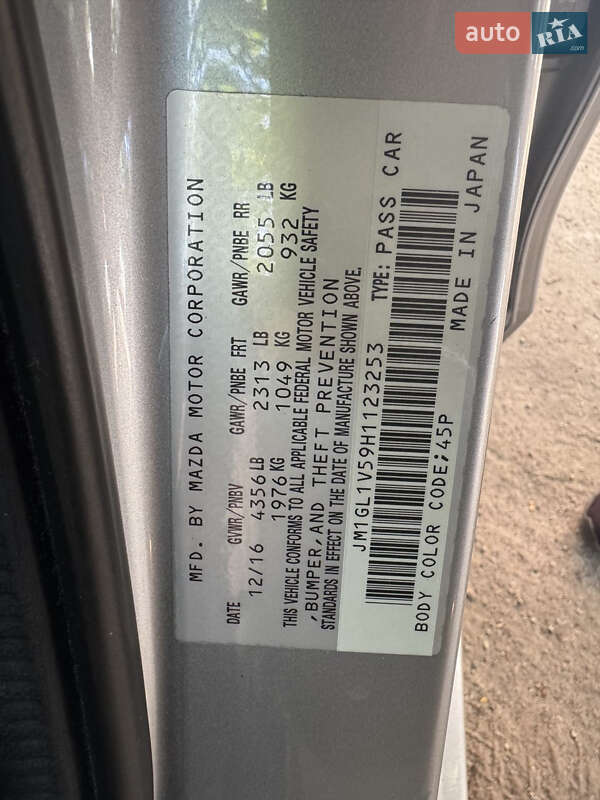 auto RIA.com
MFD. BY MAZDA MOTOR CORPORATION
DATE GVWR/PNBV GAWR/PNBE FRT GAWR/PNBE RR
12/16 4356 LB 2313 LB 2055 LB
1976 KG 1049 KG 932 KG
THIS VEHICLE CONFORMS TO ALL APPLICABLE FEDERAL MOTOR VEHICLE SAFETY
,BUMPER,AND THEFT PREVENTION
STANDARDS IN EFFECT ON THE DATE OF MANUFACTURE SHOWN ABOVE.
JM1GL1V59H1123253 TYPE: PASS CAR
BODY COLOR CODE;45P MADE IN JAPAN